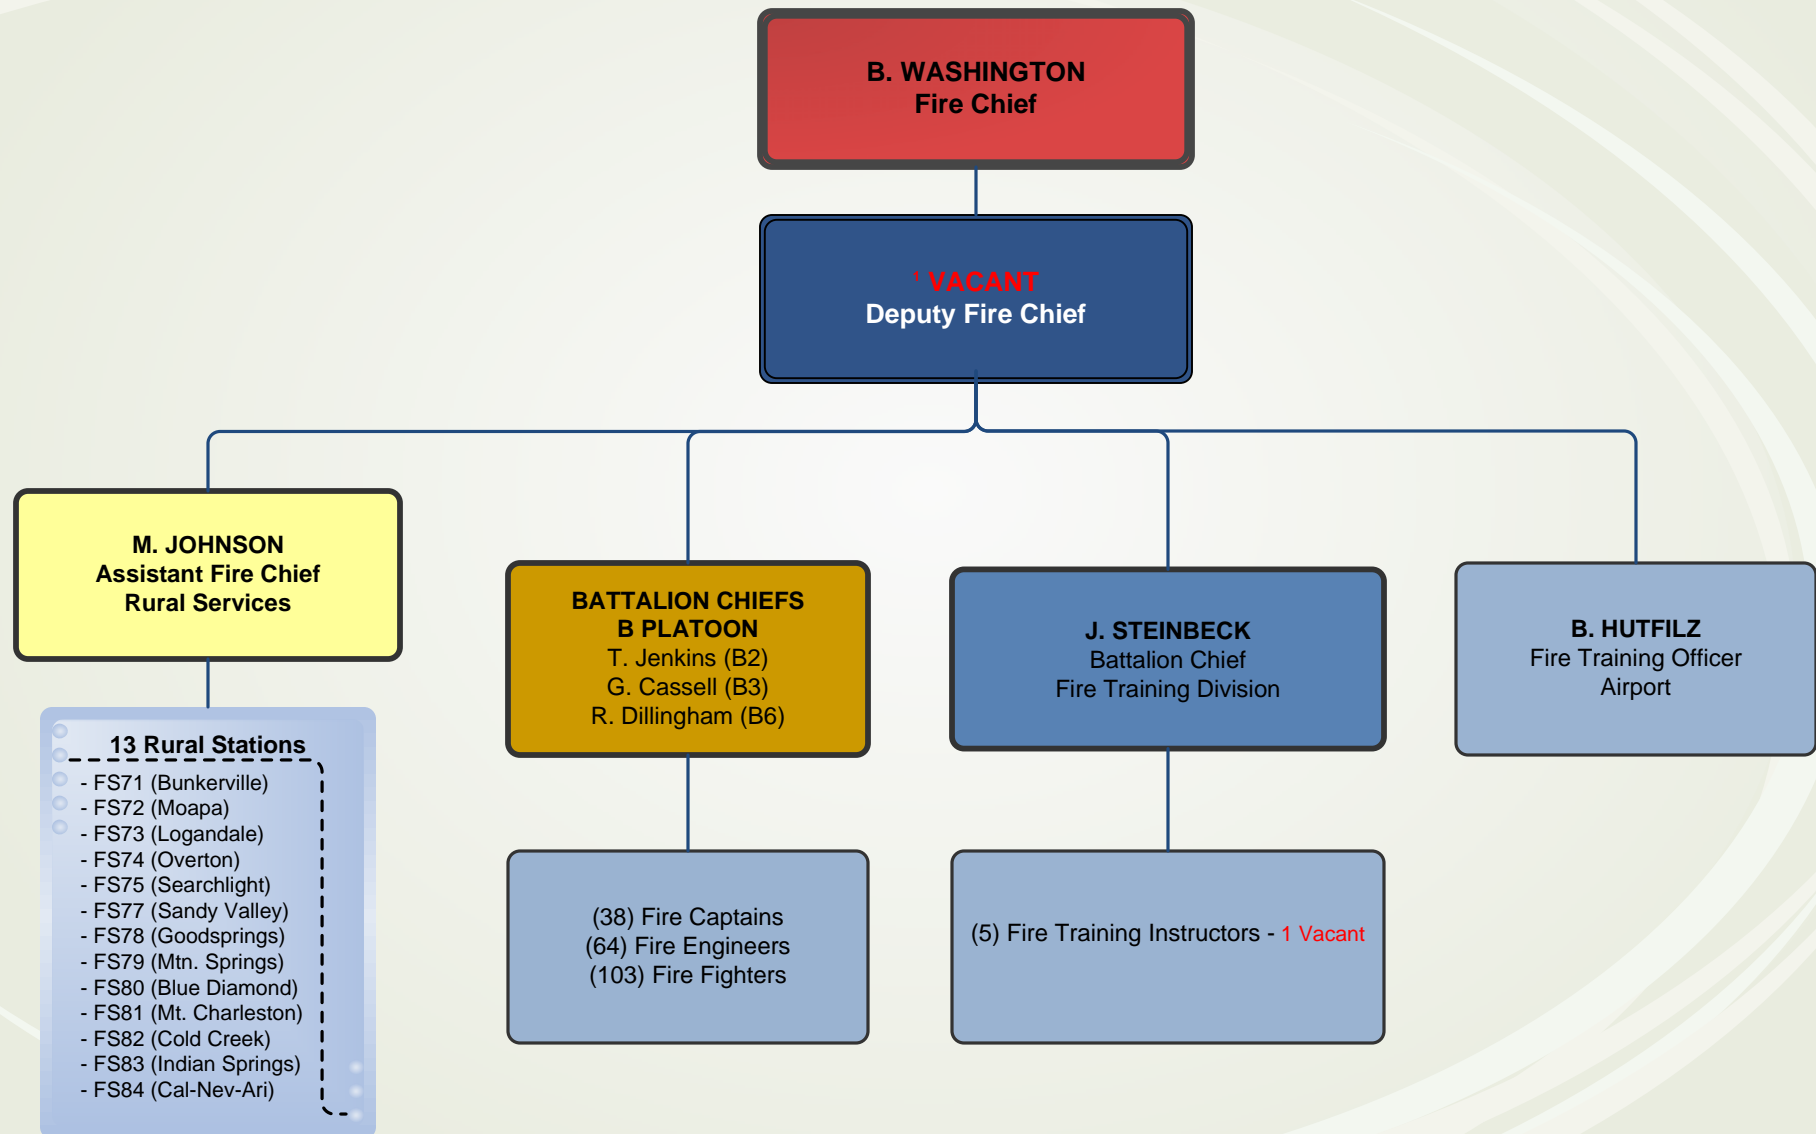 B. WASHINGTON
Fire Chief
¹ VACANT
Deputy Fire Chief
M. JOHNSON
Assistant Fire Chief
Rural Services
13 Rural Stations
- FS71 (Bunkerville)
- FS72 (Moapa)
- FS73 (Logandale)
- FS74 (Overton)
- FS75 (Searchlight)
- FS77 (Sandy Valley)
- FS78 (Goodsprings)
- FS79 (Mtn. Springs)
- FS80 (Blue Diamond)
- FS81 (Mt. Charleston)
- FS82 (Cold Creek)
- FS83 (Indian Springs)
- FS84 (Cal-Nev-Ari)
BATTALION CHIEFS
B PLATOON
T. Jenkins (B2)
G. Cassell (B3)
R. Dillingham (B6)
(38) Fire Captains
(64) Fire Engineers
(103) Fire Fighters
J. STEINBECK
Battalion Chief
Fire Training Division
(5) Fire Training Instructors - 1 Vacant
B. HUTFILZ
Fire Training Officer
Airport